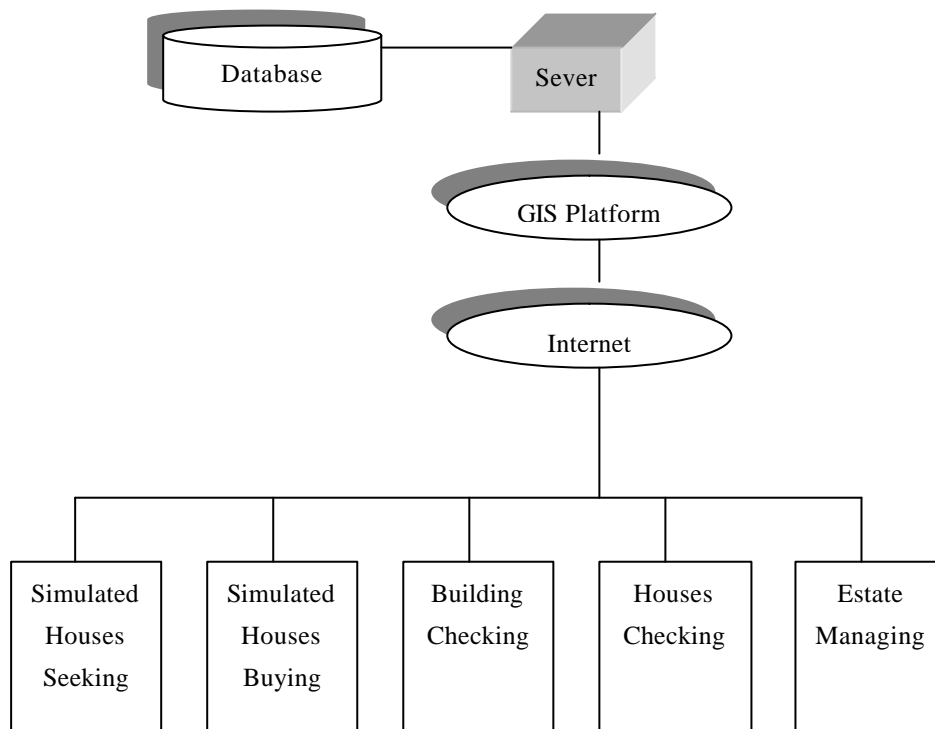 Database
Sever
GIS Platform
Internet
Simulated
Houses
Seeking
Simulated
Houses
Buying
Building
Checking
Houses
Checking
Estate
Managing